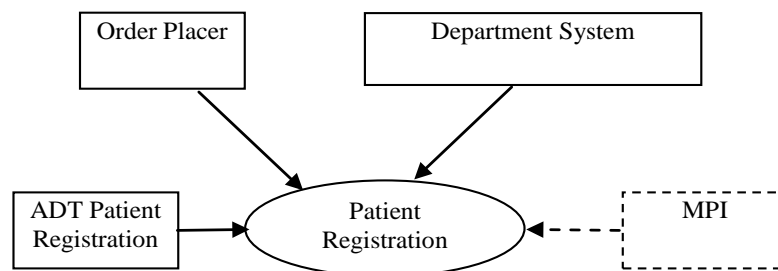 Order Placer
Department System
ADT Patient
Registration
Patient
Registration
MPI